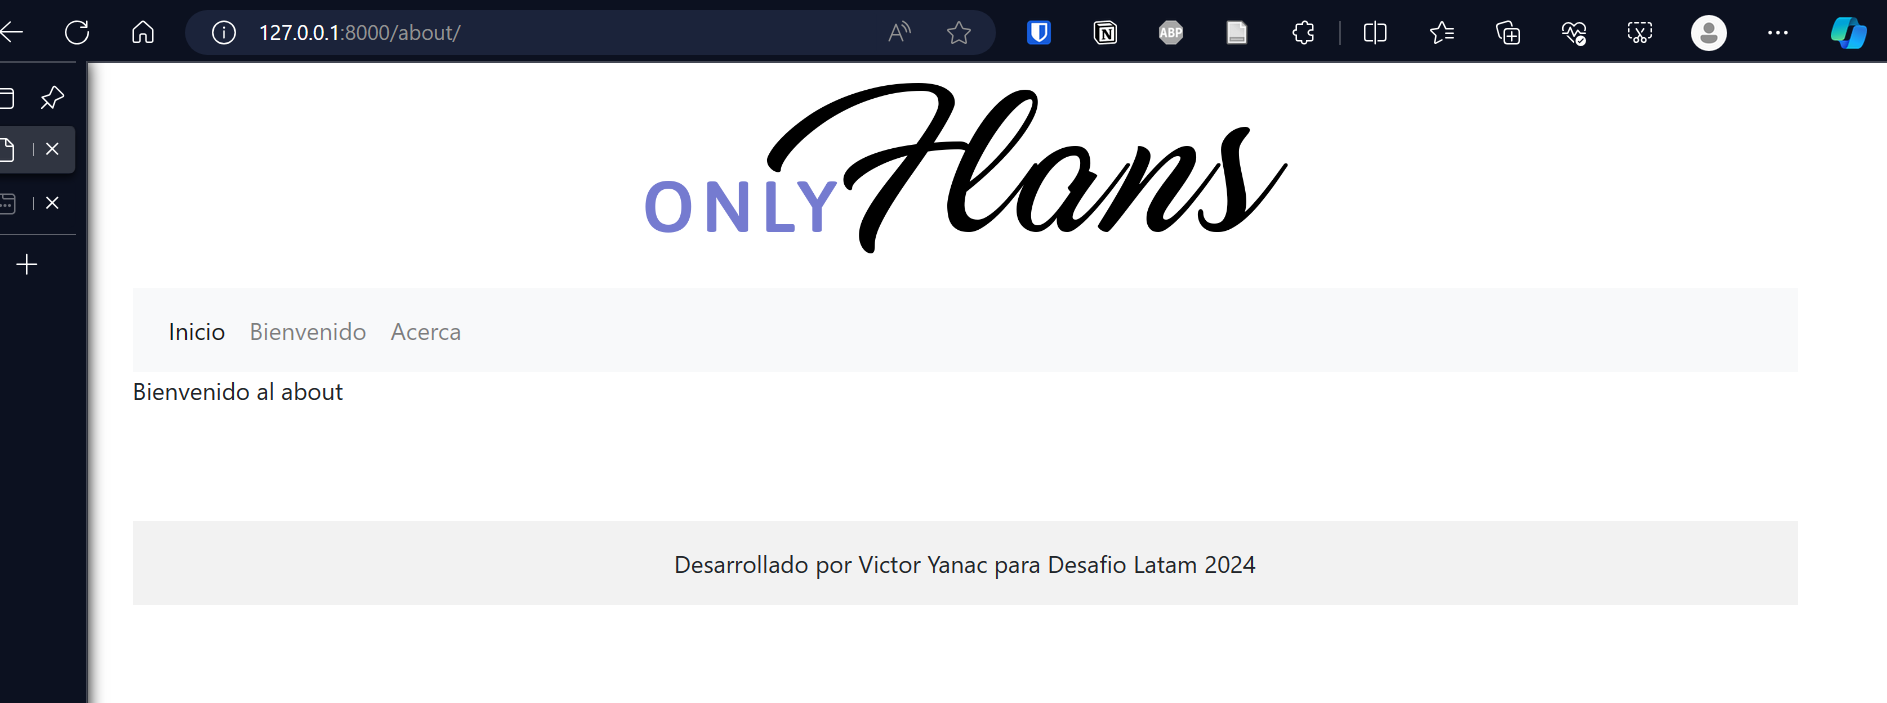 127.0.0.1:8000/about/
ABP
ONLY Flans
Inicio Bienvenido Acerca
Bienvenido al about
Desarrollado por Victor Yanac para Desafio Latam 2024